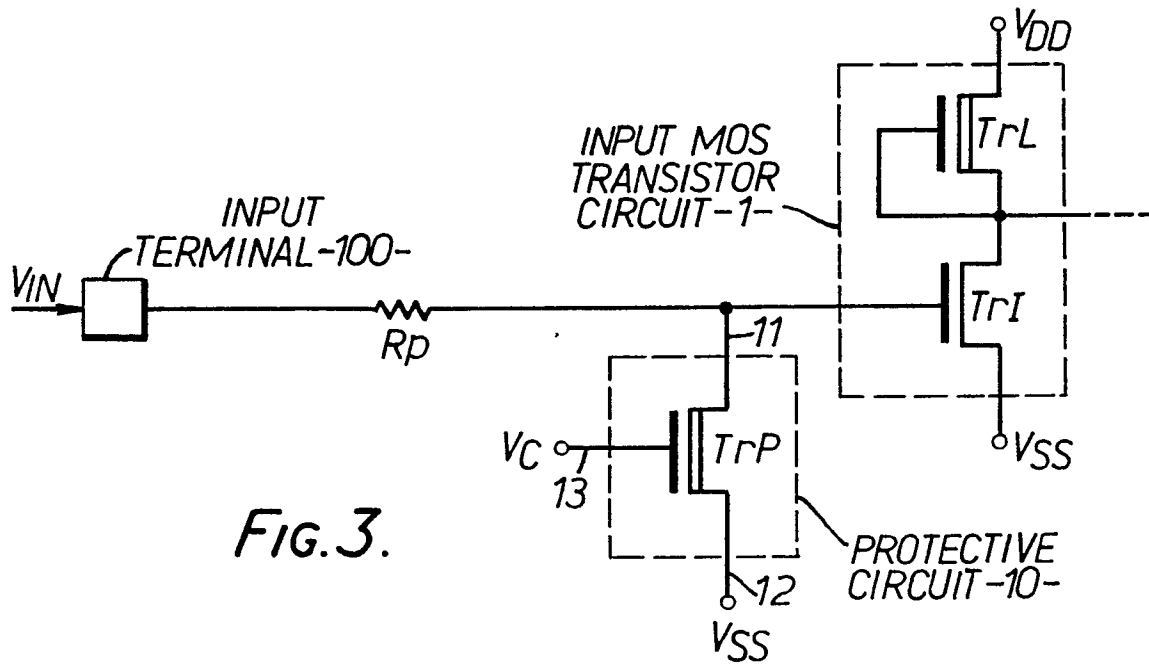 VDD
TrL
INPUT MOS
TRANSISTOR
CIRCUIT-1-
INPUT
TERMINAL-100-
VIN
Rp
11
TrI
VSS
VC
13
TrP
12
VSS
PROTECTIVE
CIRCUIT-10-
FIG.3.